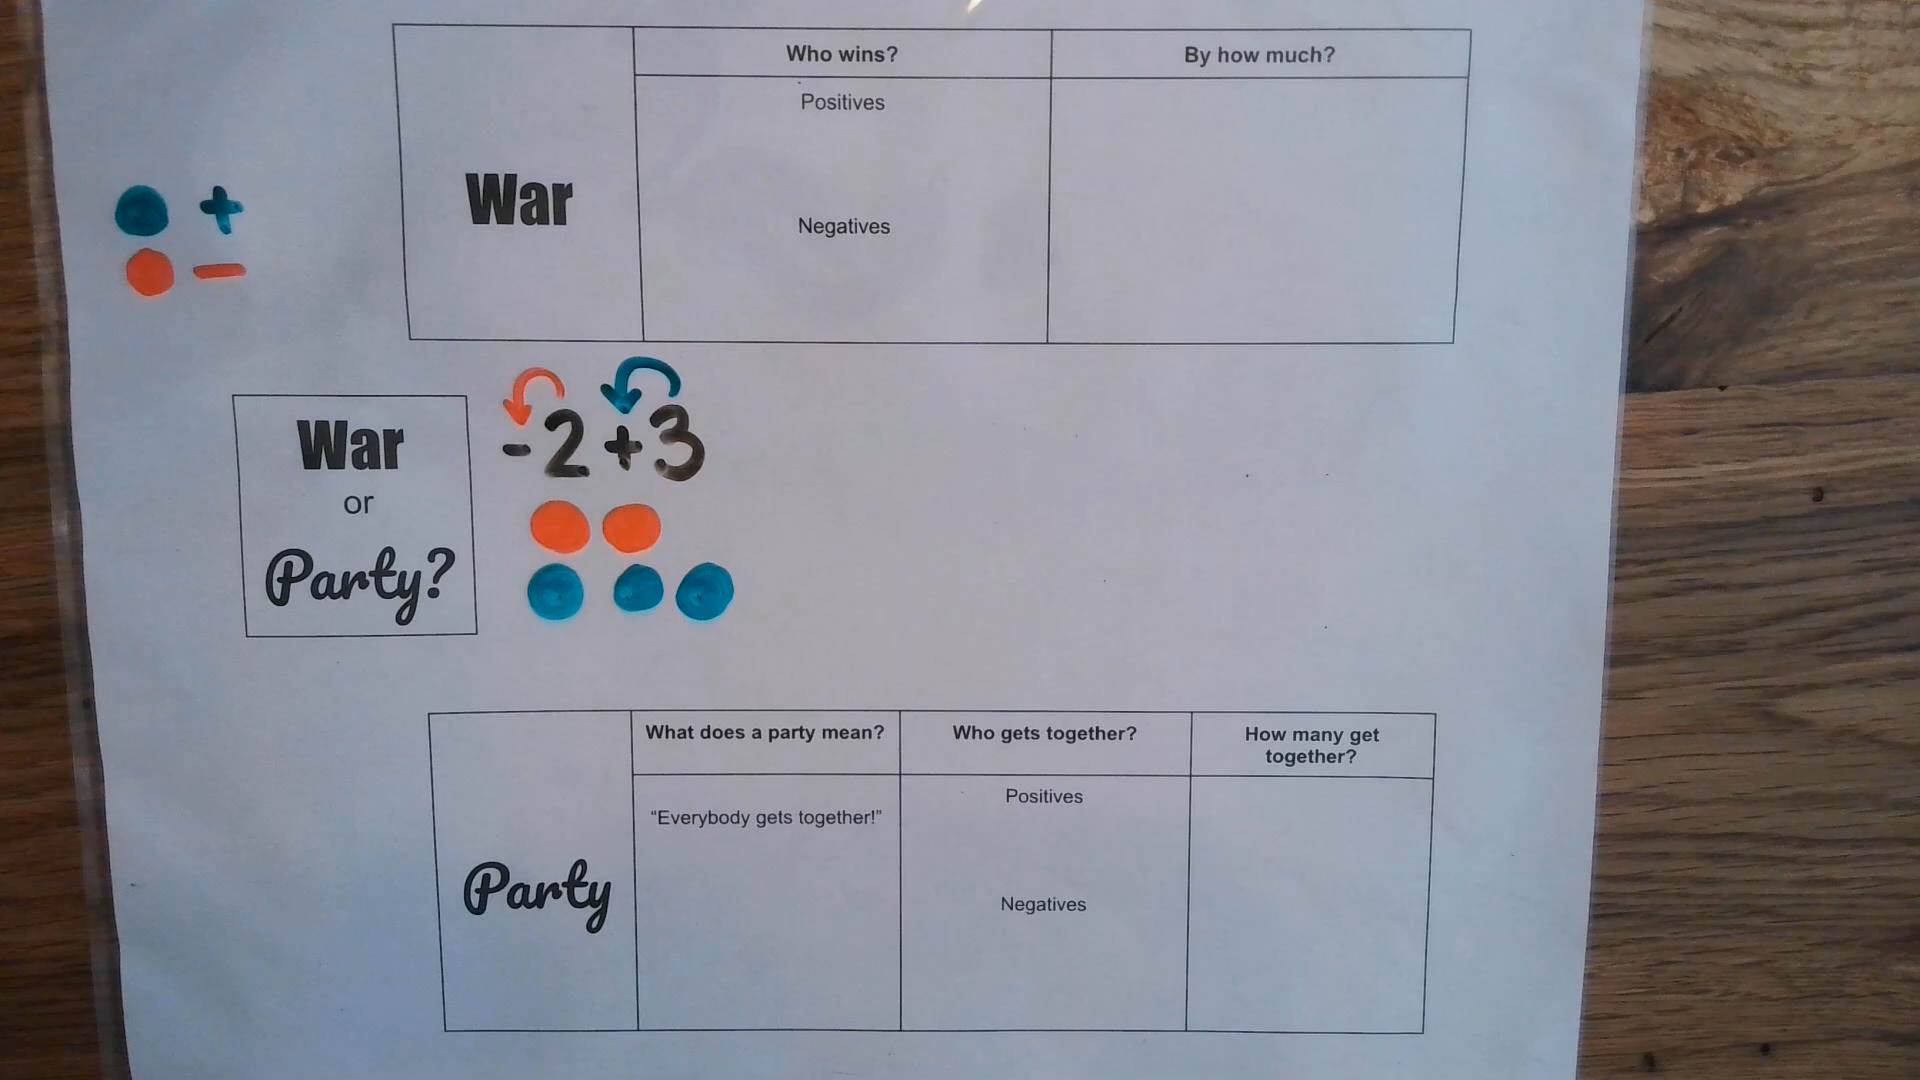 Who wins?
By how much?
War
Positives
Negatives
+
-
War
or
Party?
-2+3
Party
What does a party mean?
Who gets together?
How many get
together?
“Everybody gets together!”
Positives
Negatives